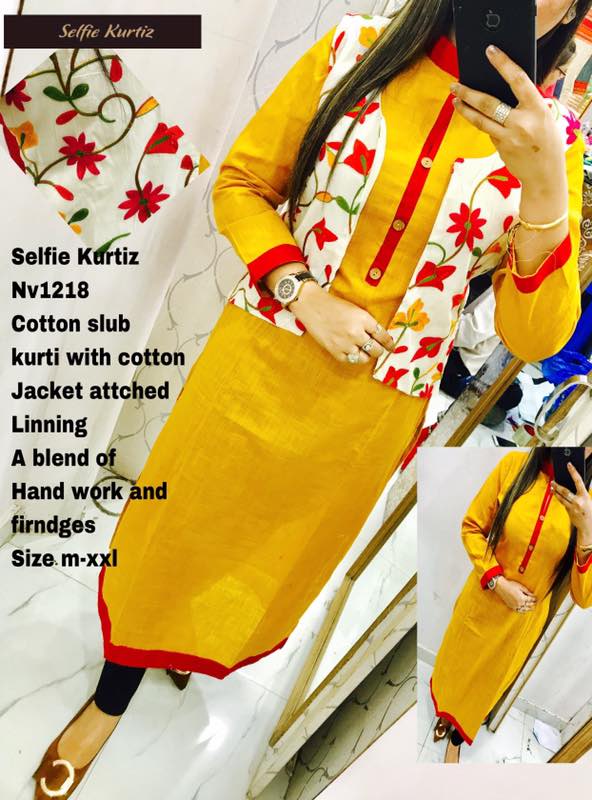 Selfie Kurtiz
Selfie Kurtiz
Nv1218
Cotton slub
kurti with cotton
Jacket attched
Linning
A blend of
Hand work and
firndges
Size m-xxl